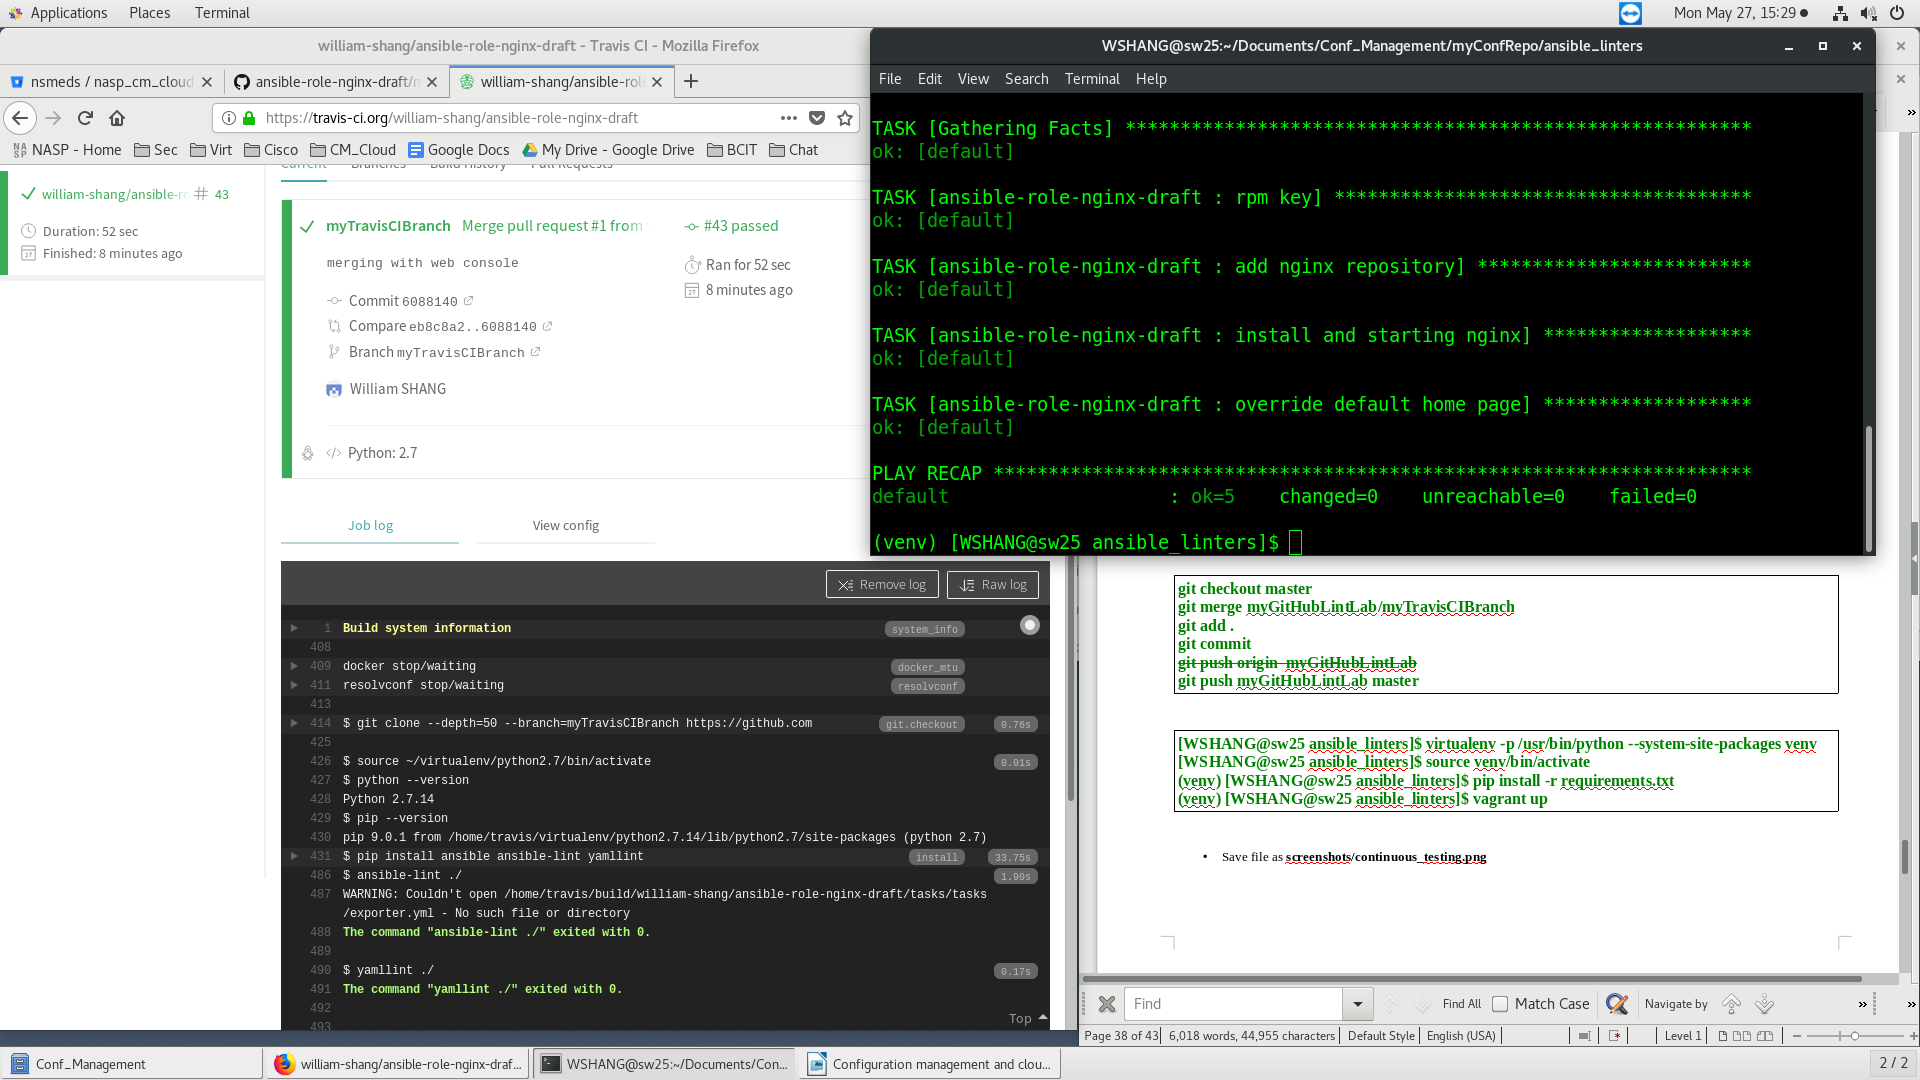 Applications Places Terminal
Mon May 27, 15:29
william-shang/ansible-role-nginx-draft - Travis CI - Mozilla Firefox
nsmeds / nasp_cm_cloud
ansible-role-nginx-draft/
william-shang/ansible-rol
https://travis-ci.org/william-shang/ansible-role-nginx-draft
NASP - Home Sec Virt Cisco CM_Cloud Google Docs My Drive - Google Drive BCIT Chat
Current Branches Build History Pull Requests
william-shang/ansible-ro # 43
Duration: 52 sec
Finished: 8 minutes ago
myTravisCIBranch Merge pull request #1 from
#43 passed
merging with web console
Ran for 52 sec
8 minutes ago
Commit 6088140
Compare eb8c8a2..6088140
Branch myTravisCIBranch
William SHANG
</> Python: 2.7
Job log View config
Remove log Raw log
1 Build system information system_info
408
409 docker stop/waiting docker_mtu
411 resolvconf stop/waiting resolvconf
413
414 $ git clone --depth=50 --branch=myTravisCIBranch https://github.com git.checkout 0.76s
425
426 $ source ~/virtualenv/python2.7/bin/activate 0.01s
427 $ python --version
428 Python 2.7.14
429 $ pip --version
430 pip 9.0.1 from /home/travis/virtualenv/python2.7.14/lib/python2.7/site-packages (python 2.7)
431 $ pip install ansible ansible-lint yamllint install 33.75s
486 $ ansible-lint ./ 1.90s
487 WARNING: Couldn't open /home/travis/build/william-shang/ansible-role-nginx-draft/tasks/tasks
/exporter.yml - No such file or directory
488 The command "ansible-lint ./" exited with 0.
489
490 $ yamllint ./ 0.17s
491 The command "yamllint ./" exited with 0.
492
493
Top
WSHANG@sw25:~/Documents/Conf_Management/myConfRepo/ansible_linters
File Edit View Search Terminal Help
TASK [Gathering Facts] *********************************************************
ok: [default]
TASK [ansible-role-nginx-draft : rpm key] **************************************
ok: [default]
TASK [ansible-role-nginx-draft : add nginx repository] *************************
ok: [default]
TASK [ansible-role-nginx-draft : install and starting nginx] *******************
ok: [default]
TASK [ansible-role-nginx-draft : override default home page] *******************
ok: [default]
PLAY RECAP *********************************************************************
default : ok=5 changed=0 unreachable=0 failed=0
(venv) [WSHANG@sw25 ansible_linters]$
git checkout master
git merge myGitHubLintLab/myTravisCIBranch
git add .
git commit
git push origin myGitHubLintLab
git push myGitHubLintLab master
[WSHANG@sw25 ansible_linters]$ virtualenv -p /usr/bin/python --system-site-packages venv
[WSHANG@sw25 ansible_linters]$ source venv/bin/activate
(venv) [WSHANG@sw25 ansible_linters]$ pip install -r requirements.txt
(venv) [WSHANG@sw25 ansible_linters]$ vagrant up
• Save file as screenshots/continuous_testing.png
Find Find All Match Case Navigate by
Page 38 of 43 6,018 words, 44,955 characters Default Style English (USA) Level 1
Conf_Management
william-shang/ansible-role-nginx-draf...
WSHANG@sw25:~/Documents/Con...
Configuration management and clou...
2 / 2